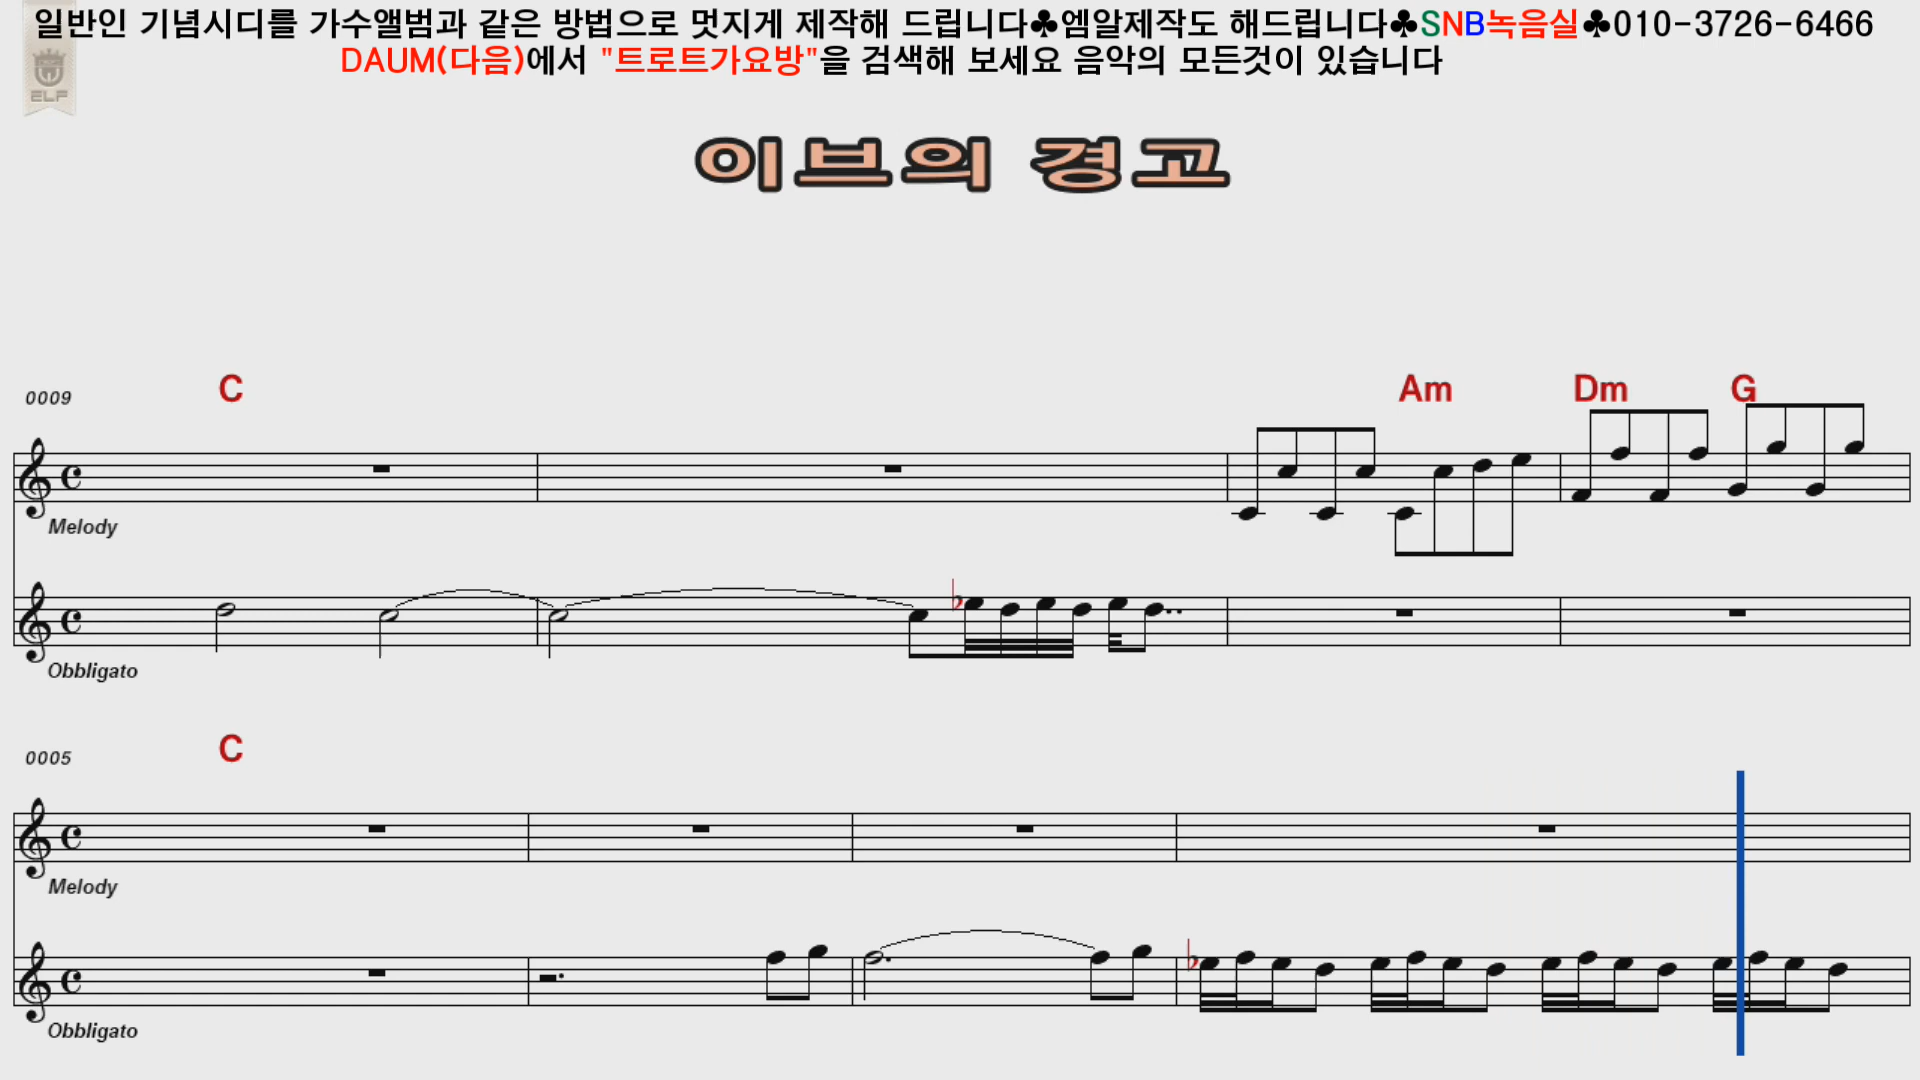 일반인 기념시디를 가수앨범과 같은 방법으로 멋지게 제작해 드립니다♣엠알제작도 해드립니다♣SNB녹음실♣010-3726-6466
DAUM(다음)에서 "트로트가요방"을 검색해 보세요 음악의 모든것이 있습니다
ELF
이브의 경고
0009 C Am Dm G
Melody
Obbligato
0005 C
Melody
Obbligato